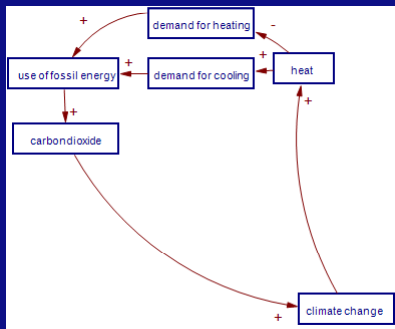 +
demand for heating
-
use of fossil energy
+
demand for cooling
+
heat
+
+
carbondioxide
+
climate change